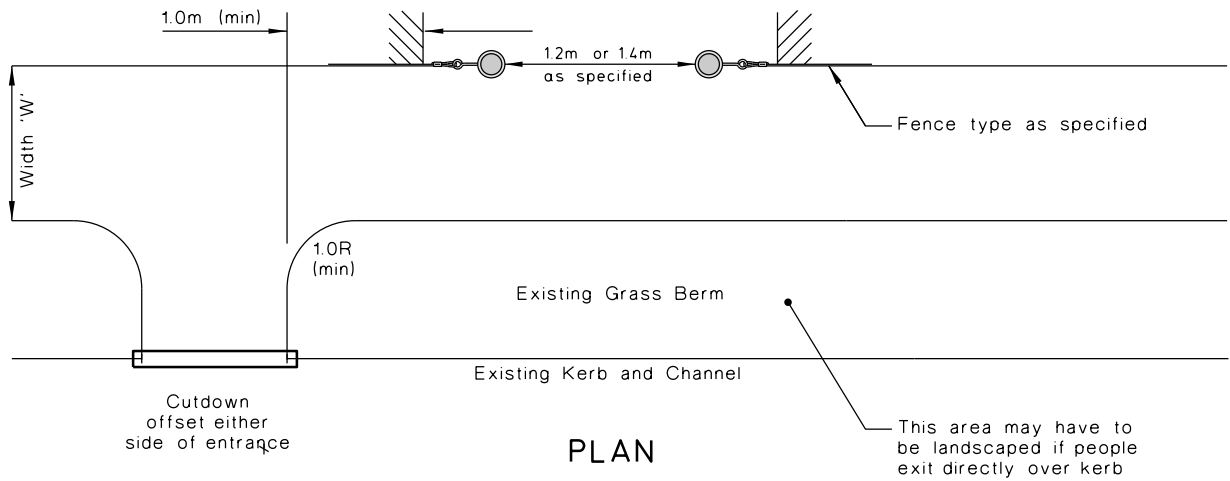 1.0m (min)
1.2m or 1.4m
as specified
Width 'W'
Fence type as specified
1.0R
(min)
Existing Grass Berm
Existing Kerb and Channel
Cutdown
offset either
side of entrance
PLAN
This area may have to
be landscaped if people
exit directly over kerb